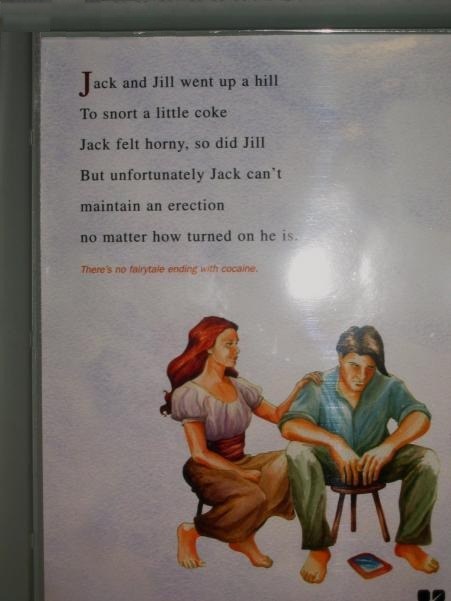 Jack and Jill went up a hill
To snort a little coke
Jack felt horny, so did Jill
But unfortunately Jack can't
maintain an erection
no matter how turned on he is.
There's no fairytale ending with cocaine.